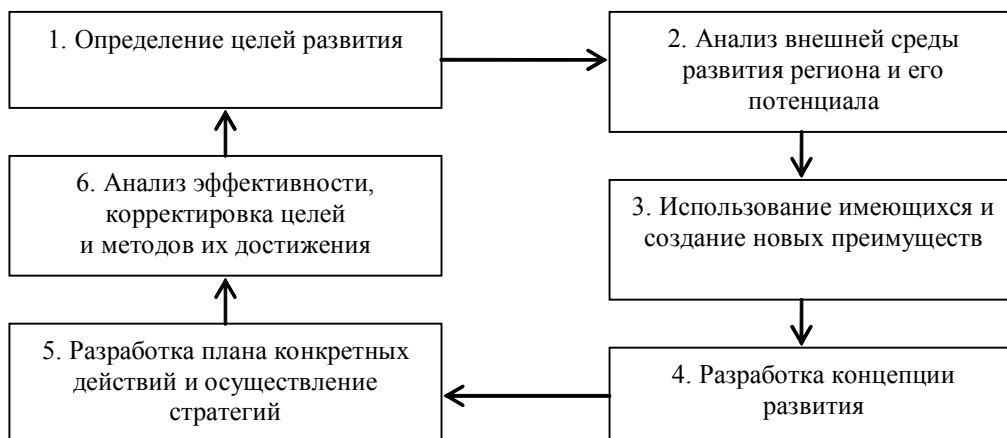 1. Определение целей развития
2. Анализ внешней среды
развития региона и его
потенциала
3. Использование имеющихся и
создание новых преимуществ
4. Разработка концепции
развития
5. Разработка плана конкретных
действий и осуществление
стратегий
6. Анализ эффективности,
корректировка целей
и методов их достижения